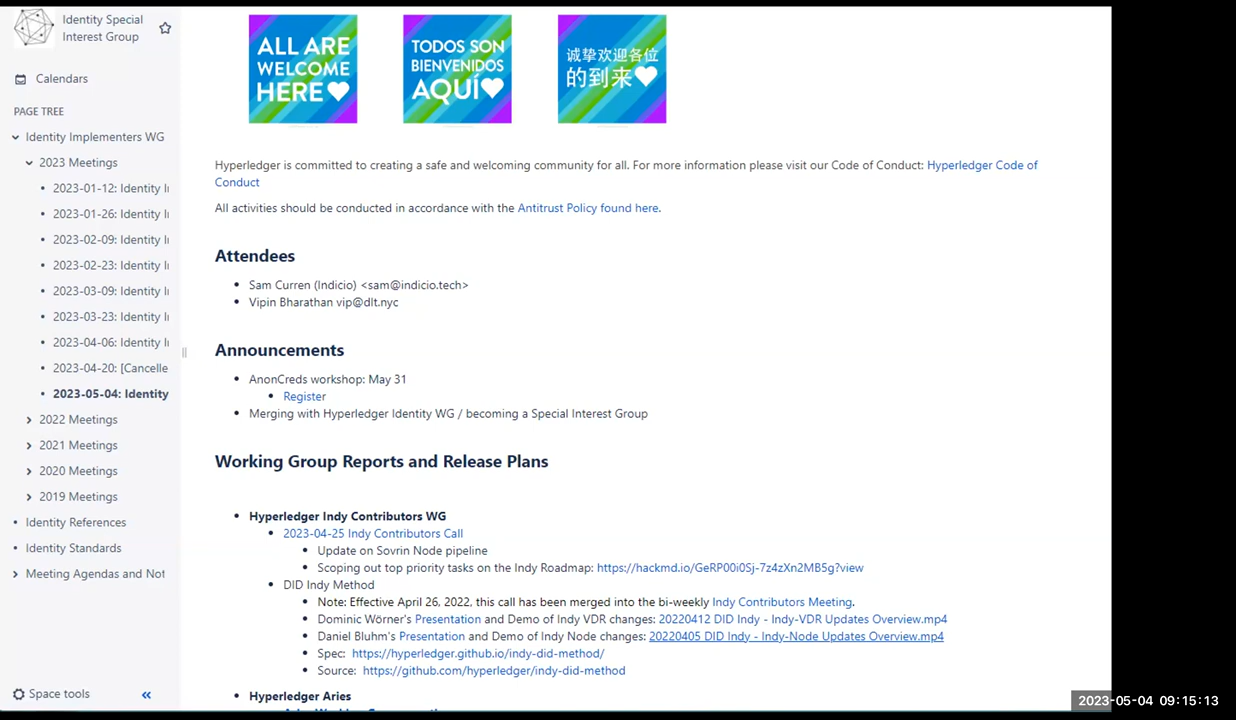 Identity Special
Interest Group
Calendars
PAGE TREE
Identity Implementers WG
2023 Meetings
2023-01-12: Identity I
2023-01-26: Identity I
2023-02-09: Identity I
2023-02-23: Identity I
2023-03-09: Identity I
2023-03-23: Identity I
2023-04-06: Identity I
2023-04-20: [Cancelle
2023-05-04: Identity
2022 Meetings
2021 Meetings
2020 Meetings
2019 Meetings
Identity References
Identity Standards
Meeting Agendas and Not
Space tools
ALL ARE
WELCOME
HERE
TODOS SON
BIENVENIDOS
AQUÍ
诚挚欢迎各位
的到来
Hyperledger is committed to creating a safe and welcoming community for all. For more information please visit our Code of Conduct: Hyperledger Code of
Conduct
All activities should be conducted in accordance with the Antitrust Policy found here.
Attendees
Sam Curren (Indicio) <sam@indicio.tech>
Vipin Bharathan vip@dlt.nyc
Announcements
AnonCreds workshop: May 31
Register
Merging with Hyperledger Identity WG / becoming a Special Interest Group
Working Group Reports and Release Plans
Hyperledger Indy Contributors WG
2023-04-25 Indy Contributors Call
Update on Sovrin Node pipeline
Scoping out top priority tasks on the Indy Roadmap: https://hackmd.io/GeRP00i0Sj-7z4zXn2MB5g?view
DID Indy Method
Note: Effective April 26, 2022, this call has been merged into the bi-weekly Indy Contributors Meeting.
Dominic Wörner's Presentation and Demo of Indy VDR changes: 20220412 DID Indy - Indy-VDR Updates Overview.mp4
Daniel Bluhm's Presentation and Demo of Indy Node changes: 20220405 DID Indy - Indy-Node Updates Overview.mp4
Spec: https://hyperledger.github.io/indy-did-method/
Source: https://github.com/hyperledger/indy-did-method
Hyperledger Aries
2023-05-04 09:15:13